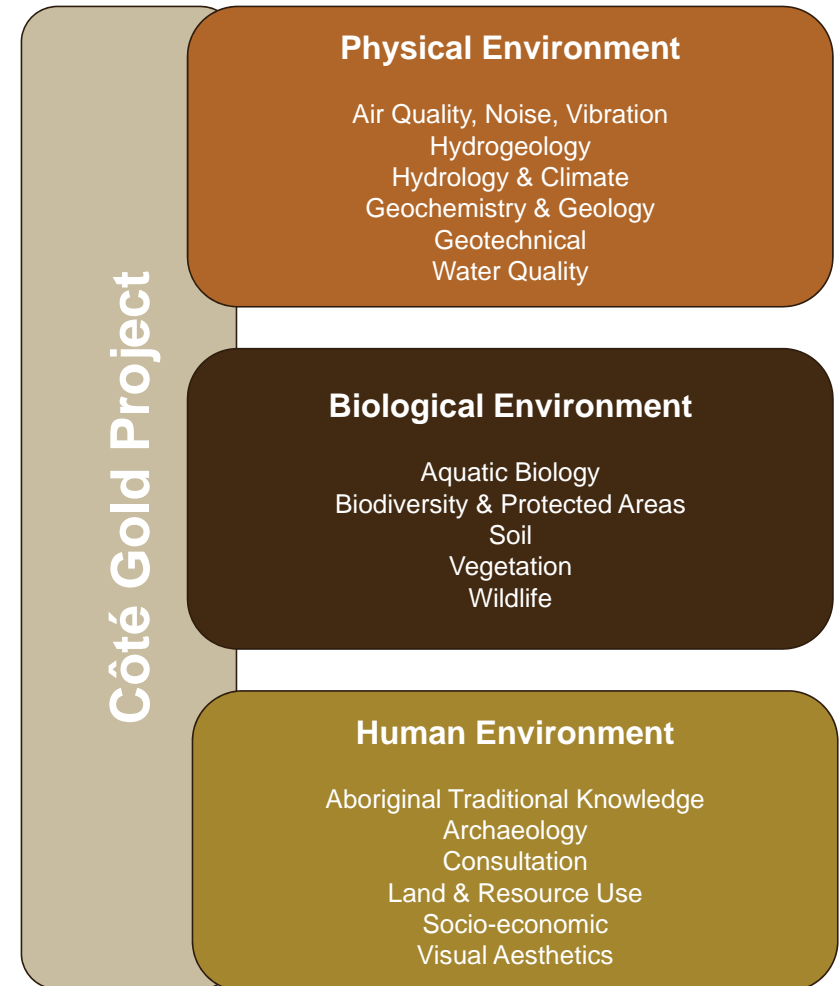 Côté Gold Project
Physical Environment
Air Quality, Noise, Vibration
Hydrogeology
Hydrology & Climate
Geochemistry & Geology
Geotechnical
Water Quality
Biological Environment
Aquatic Biology
Biodiversity & Protected Areas
Soil
Vegetation
Wildlife
Human Environment
Aboriginal Traditional Knowledge
Archaeology
Consultation
Land & Resource Use
Socio-economic
Visual Aesthetics